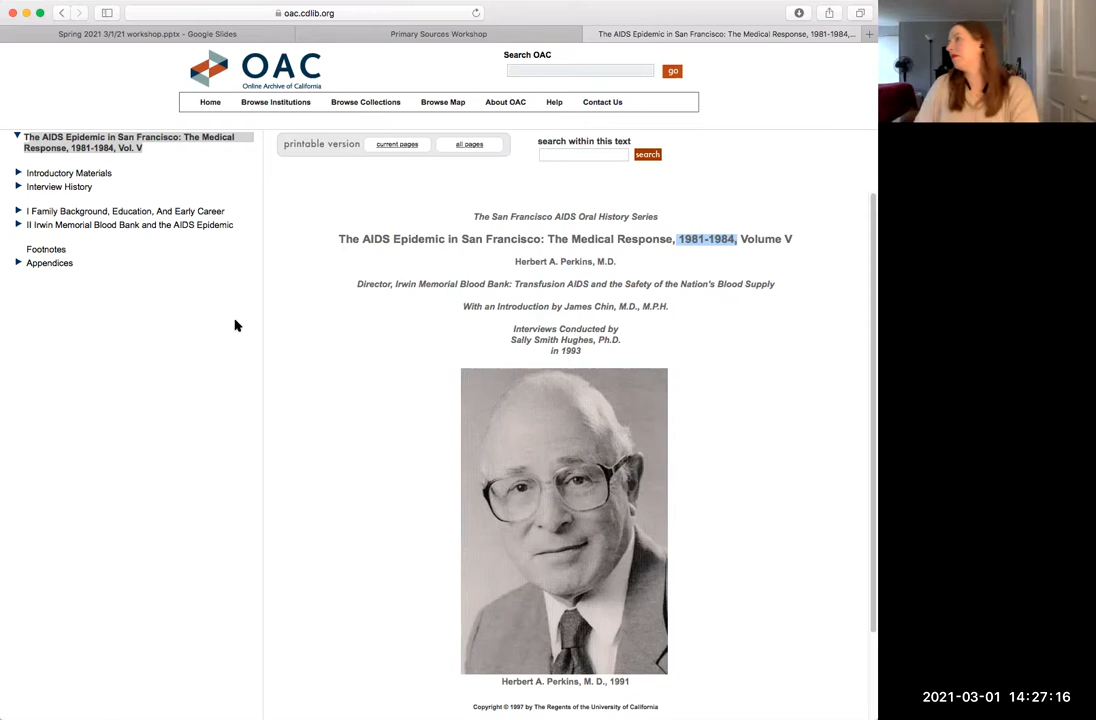 oac.cdlib.org
Spring 2021 3/1/21 workshop.pptx - Google Slides
Primary Sources Workshop
The AIDS Epidemic in San Francisco: The Medical Response, 1981-1984,...
OAC
Online Archive of California
Search OAC
go
Home
Browse Institutions
Browse Collections
Browse Map
About OAC
Help
Contact Us
The AIDS Epidemic in San Francisco: The Medical
Response, 1981-1984, Vol. V
Introductory Materials
Interview History
I Family Background, Education, And Early Career
II Irwin Memorial Blood Bank and the AIDS Epidemic
Footnotes
Appendices
printable version
current pages
all pages
search within this text
search
The San Francisco AIDS Oral History Series
The AIDS Epidemic in San Francisco: The Medical Response, 1981-1984, Volume V
Herbert A. Perkins, M.D.
Director, Irwin Memorial Blood Bank: Transfusion AIDS and the Safety of the Nation's Blood Supply
With an Introduction by James Chin, M.D., M.P.H.
Interviews Conducted by
Sally Smith Hughes, Ph.D.
in 1993
Herbert A. Perkins, M. D., 1991
Copyright © 1997 by The Regents of the University of California
2021-03-01 14:27:16